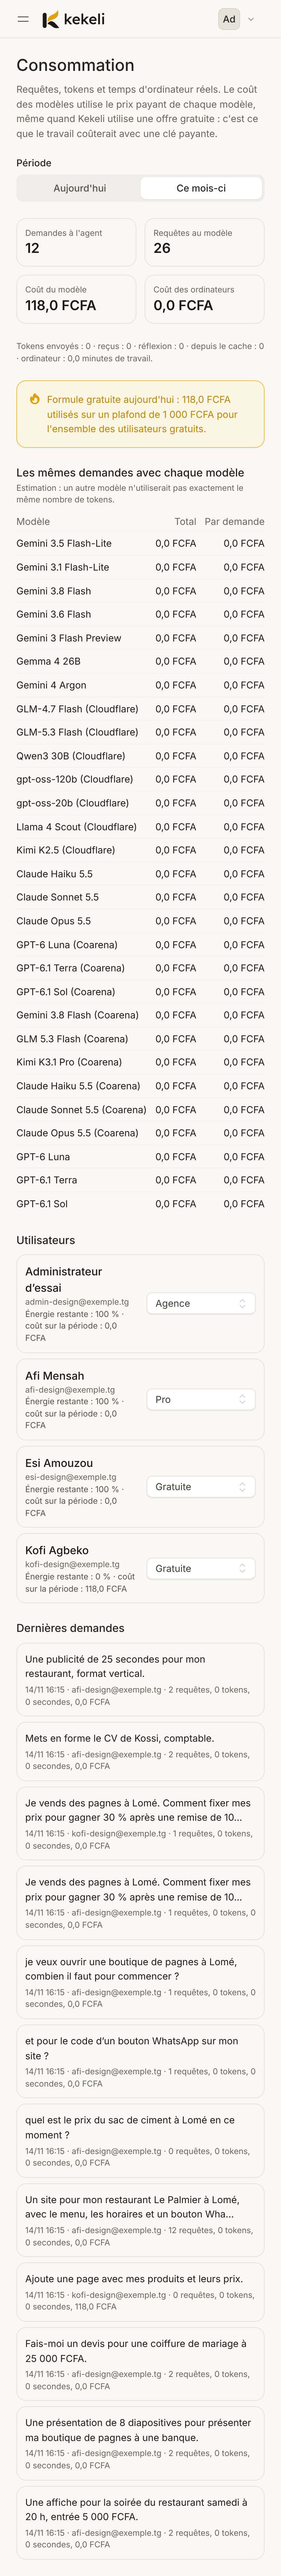 kekeli
Ad
Consommation
Requêtes, tokens et temps d'ordinateur réels. Le coût
des modèles utilise le prix payant de chaque modèle,
même quand Kekeli utilise une offre gratuite : c'est ce
que le travail coûterait avec une clé payante.
Période
Aujourd'hui
Ce mois-ci
Demandes à l'agent
12
Requêtes au modèle
26
Coût du modèle
118,0 FCFA
Coût des ordinateurs
0,0 FCFA
Tokens envoyés : 0 · reçus : 0 · réflexion : 0 · depuis le cache : 0
· ordinateur : 0,0 minutes de travail.
Formule gratuite aujourd'hui : 118,0 FCFA
utilisés sur un plafond de 1 000 FCFA pour
l'ensemble des utilisateurs gratuits.
Les mêmes demandes avec chaque modèle
Estimation : un autre modèle n'utiliserait pas exactement le
même nombre de tokens.
Modèle Total Par demande
Gemini 3.5 Flash-Lite 0,0 FCFA 0,0 FCFA
Gemini 3.1 Flash-Lite 0,0 FCFA 0,0 FCFA
Gemini 3.8 Flash 0,0 FCFA 0,0 FCFA
Gemini 3.6 Flash 0,0 FCFA 0,0 FCFA
Gemini 3 Flash Preview 0,0 FCFA 0,0 FCFA
Gemma 4 26B 0,0 FCFA 0,0 FCFA
Gemini 4 Argon 0,0 FCFA 0,0 FCFA
GLM-4.7 Flash (Cloudflare) 0,0 FCFA 0,0 FCFA
GLM-5.3 Flash (Cloudflare) 0,0 FCFA 0,0 FCFA
Qwen3 30B (Cloudflare) 0,0 FCFA 0,0 FCFA
gpt-oss-120b (Cloudflare) 0,0 FCFA 0,0 FCFA
gpt-oss-20b (Cloudflare) 0,0 FCFA 0,0 FCFA
Llama 4 Scout (Cloudflare) 0,0 FCFA 0,0 FCFA
Kimi K2.5 (Cloudflare) 0,0 FCFA 0,0 FCFA
Claude Haiku 5.5 0,0 FCFA 0,0 FCFA
Claude Sonnet 5.5 0,0 FCFA 0,0 FCFA
Claude Opus 5.5 0,0 FCFA 0,0 FCFA
GPT-6 Luna (Coarena) 0,0 FCFA 0,0 FCFA
GPT-6.1 Terra (Coarena) 0,0 FCFA 0,0 FCFA
GPT-6.1 Sol (Coarena) 0,0 FCFA 0,0 FCFA
Gemini 3.8 Flash (Coarena) 0,0 FCFA 0,0 FCFA
GLM 5.3 Flash (Coarena) 0,0 FCFA 0,0 FCFA
Kimi K3.1 Pro (Coarena) 0,0 FCFA 0,0 FCFA
Claude Haiku 5.5 (Coarena) 0,0 FCFA 0,0 FCFA
Claude Sonnet 5.5 (Coarena) 0,0 FCFA 0,0 FCFA
Claude Opus 5.5 (Coarena) 0,0 FCFA 0,0 FCFA
GPT-6 Luna 0,0 FCFA 0,0 FCFA
GPT-6.1 Terra 0,0 FCFA 0,0 FCFA
GPT-6.1 Sol 0,0 FCFA 0,0 FCFA
Utilisateurs
Administrateur
d’essai
admin-design@exemple.tg
Énergie restante : 100 % ·
coût sur la période : 0,0
FCFA
Agence
Afi Mensah
afi-design@exemple.tg
Énergie restante : 100 % ·
coût sur la période : 0,0
FCFA
Pro
Esi Amouzou
esi-design@exemple.tg
Énergie restante : 100 % ·
coût sur la période : 0,0
FCFA
Gratuite
Kofi Agbeko
kofi-design@exemple.tg
Énergie restante : 0 % · coût
sur la période : 118,0 FCFA
Gratuite
Dernières demandes
Une publicité de 25 secondes pour mon
restaurant, format vertical.
14/11 16:15 · afi-design@exemple.tg · 2 requêtes, 0 tokens,
0 secondes, 0,0 FCFA
Mets en forme le CV de Kossi, comptable.
14/11 16:15 · afi-design@exemple.tg · 2 requêtes, 0 tokens,
0 secondes, 0,0 FCFA
Je vends des pagnes à Lomé. Comment fixer mes
prix pour gagner 30 % après une remise de 10...
14/11 16:15 · kofi-design@exemple.tg · 1 requêtes, 0 tokens,
0 secondes, 0,0 FCFA
Je vends des pagnes à Lomé. Comment fixer mes
prix pour gagner 30 % après une remise de 10...
14/11 16:15 · afi-design@exemple.tg · 1 requêtes, 0 tokens, 0
secondes, 0,0 FCFA
je veux ouvrir une boutique de pagnes à Lomé,
combien il faut pour commencer ?
14/11 16:15 · afi-design@exemple.tg · 1 requêtes, 0 tokens, 0
secondes, 0,0 FCFA
et pour le code d’un bouton WhatsApp sur mon
site ?
14/11 16:15 · afi-design@exemple.tg · 1 requêtes, 0 tokens, 0
secondes, 0,0 FCFA
quel est le prix du sac de ciment à Lomé en ce
moment ?
14/11 16:15 · afi-design@exemple.tg · 0 requêtes, 0 tokens,
0 secondes, 0,0 FCFA
Un site pour mon restaurant Le Palmier à Lomé,
avec le menu, les horaires et un bouton Wha...
14/11 16:15 · afi-design@exemple.tg · 12 requêtes, 0 tokens,
0 secondes, 0,0 FCFA
Ajoute une page avec mes produits et leurs prix.
14/11 16:15 · kofi-design@exemple.tg · 0 requêtes, 0 tokens,
0 secondes, 118,0 FCFA
Fais-moi un devis pour une coiffure de mariage à
25 000 FCFA.
14/11 16:15 · afi-design@exemple.tg · 2 requêtes, 0 tokens,
0 secondes, 0,0 FCFA
Une présentation de 8 diapositives pour présenter
ma boutique de pagnes à une banque.
14/11 16:15 · afi-design@exemple.tg · 2 requêtes, 0 tokens,
0 secondes, 0,0 FCFA
Une affiche pour la soirée du restaurant samedi à
20 h, entrée 5 000 FCFA.
14/11 16:15 · afi-design@exemple.tg · 2 requêtes, 0 tokens,
0 secondes, 0,0 FCFA